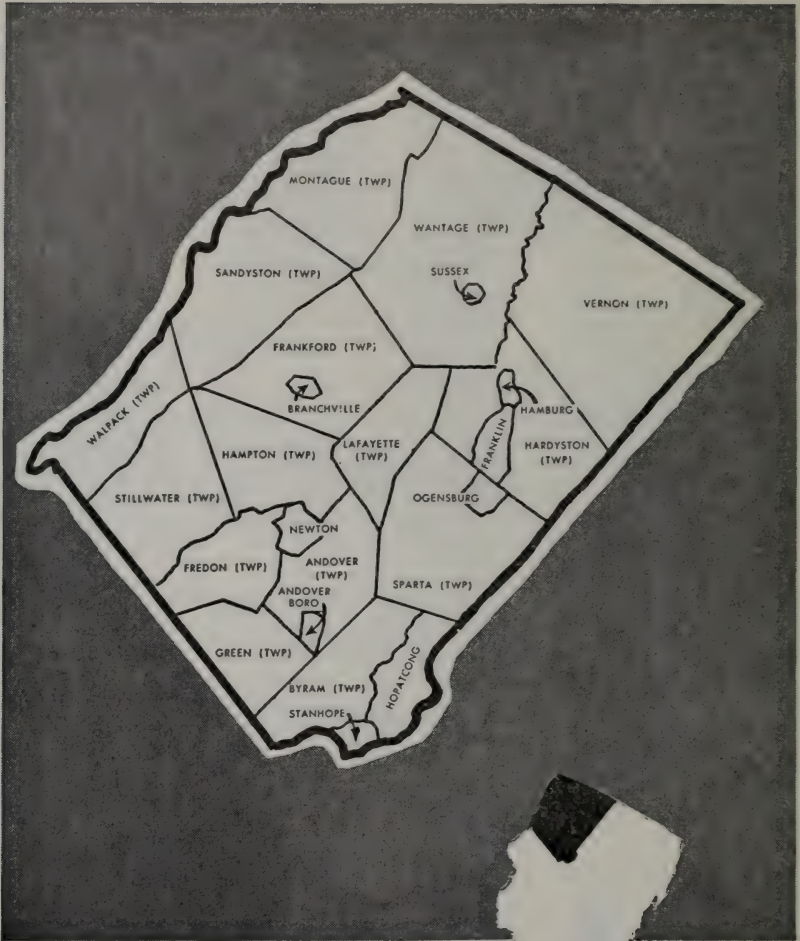 MONTAGUE (TWP)
WANTAGE (TWP)
SANDYSTON (TWP)
SUSSEX
VERNON (TWP)
FRANKFORD (TWP)
BRANCHVILLE
HAMBURG
WALPACK (TWP)
FRANKLIN
LAFAYETTE
(TWP)
HARDYSTON
(TWP)
HAMPTON (TWP)
STILLWATER (TWP)
OGENSBURG
NEWTON
FREDON (TWP)
ANDOVER
(TWP)
SPARTA (TWP)
ANDOVER
BORO
GREEN (TWP)
HOPATCONG
BYRAM (TWP)
STANHOPE